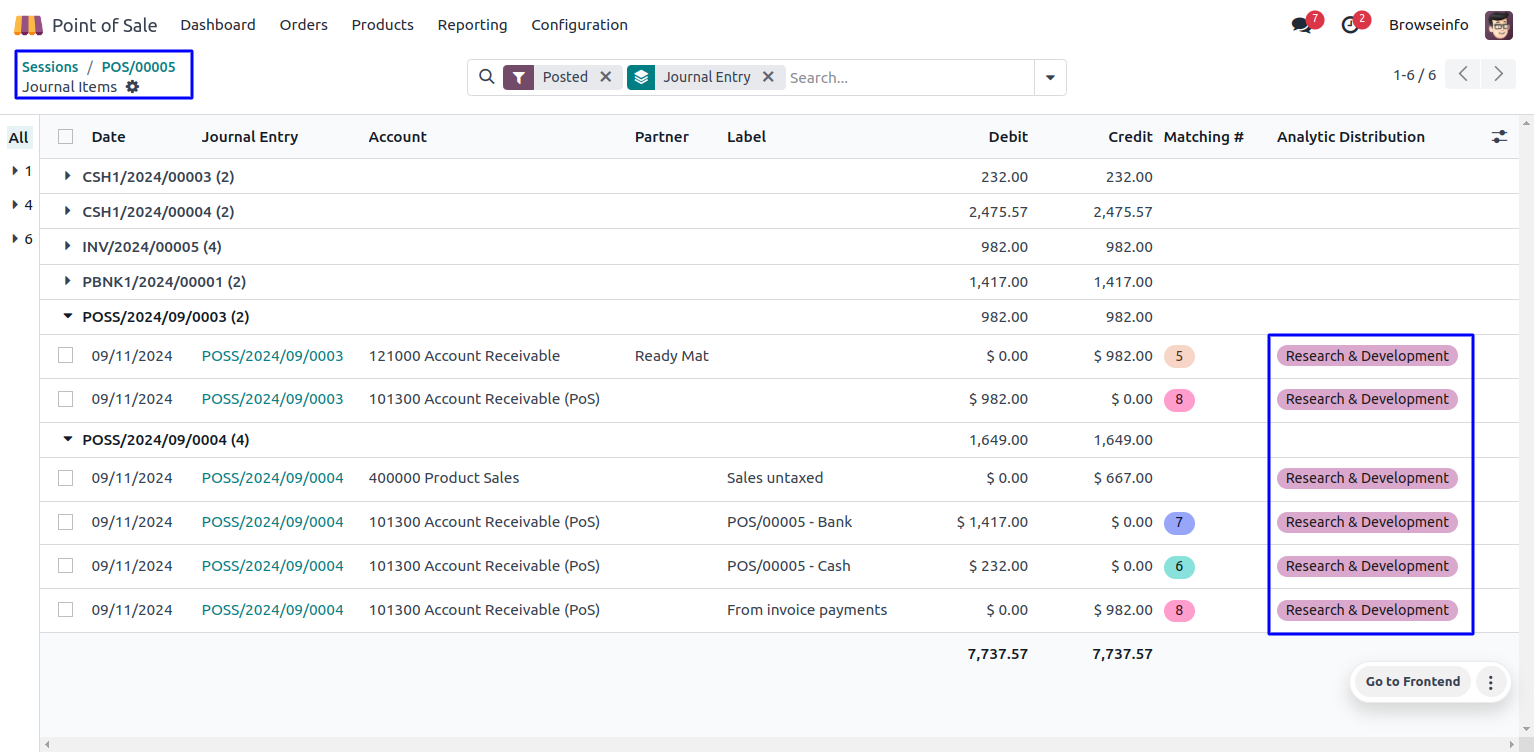 Point of Sale Dashboard Orders Products Reporting Configuration 7 2 Browseinfo
Sessions / POS/00005
Journal Items
Posted Journal Entry Search...
1-6 / 6
All
1
4
6
Date Journal Entry Account Partner Label Debit Credit Matching # Analytic Distribution
CSH1/2024/00003 (2) 232.00 232.00
CSH1/2024/00004 (2) 2,475.57 2,475.57
INV/2024/00005 (4) 982.00 982.00
PBNK1/2024/00001 (2) 1,417.00 1,417.00
POSS/2024/09/0003 (2) 982.00 982.00
09/11/2024 POSS/2024/09/0003 121000 Account Receivable Ready Mat $ 0.00 $ 982.00 5 Research & Development
09/11/2024 POSS/2024/09/0003 101300 Account Receivable (PoS) $ 982.00 $ 0.00 8 Research & Development
POSS/2024/09/0004 (4) 1,649.00 1,649.00
09/11/2024 POSS/2024/09/0004 400000 Product Sales Sales untaxed $ 0.00 $ 667.00 Research & Development
09/11/2024 POSS/2024/09/0004 101300 Account Receivable (PoS) POS/00005 - Bank $ 1,417.00 $ 0.00 7 Research & Development
09/11/2024 POSS/2024/09/0004 101300 Account Receivable (PoS) POS/00005 - Cash $ 232.00 $ 0.00 6 Research & Development
09/11/2024 POSS/2024/09/0004 101300 Account Receivable (PoS) From invoice payments $ 0.00 $ 982.00 8 Research & Development
7,737.57 7,737.57
Go to Frontend